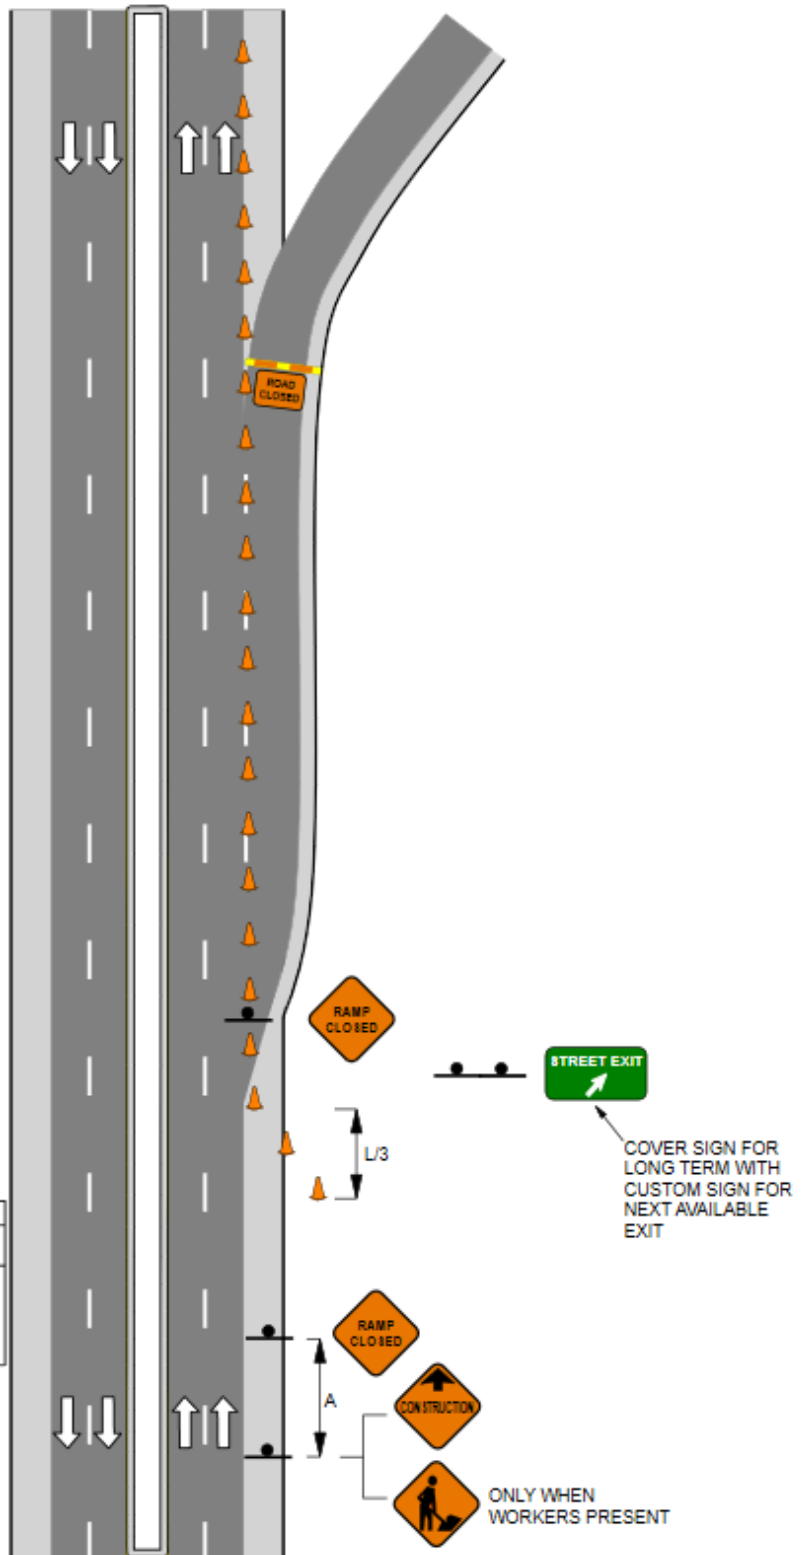 ROAD
CLOSED
RAMP
CLOSED
STREET EXIT
COVER SIGN FOR
LONG TERM WITH
CUSTOM SIGN FOR
NEXT AVAILABLE
EXIT
L/3
RAMP
CLOSED
A
CONSTRUCTION
ONLY WHEN
WORKERS PRESENT